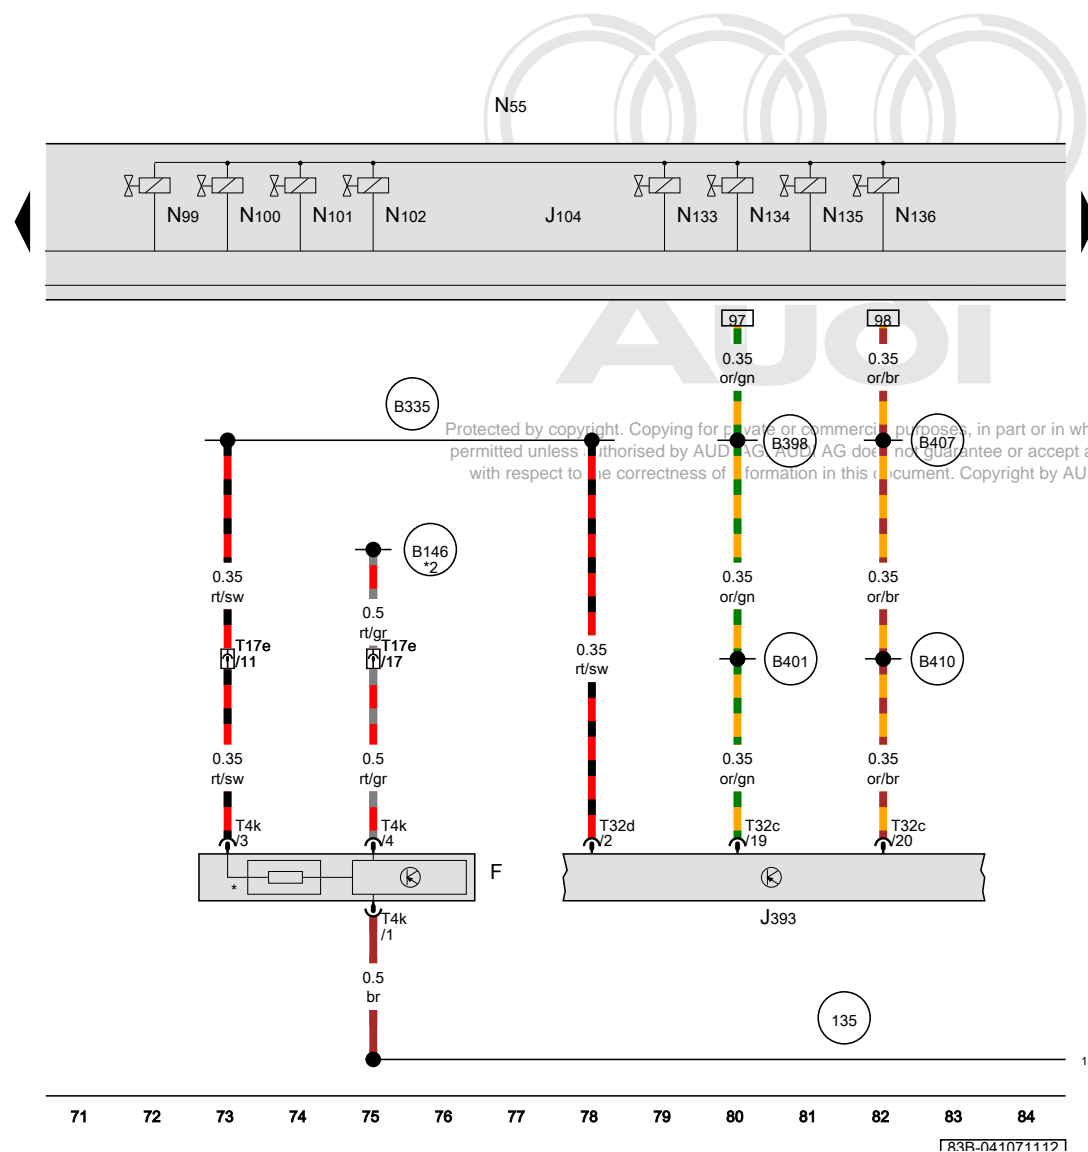 N55
N99 N100 N101 N102 J104 N133 N134 N135 N136
Audi
97 98
0.35 0.35
or/gn or/br
B335
Protected by copyright. Copying for private or commercial purposes, in part or in wh
B398 B407
permitted unless authorised by AUDI AG. AUDI AG does not guarantee or accept a
with respect to the correctness of information in this document. Copyright by AU
B146
*2
0.35 0.35 0.35
rt/sw or/gn or/br
0.5
rt/gr
T17e T17e
/11 /17
0.35
rt/sw
B401 B410
0.35 0.5 0.35 0.35
rt/sw rt/gr or/gn or/br
T4k T4k T32d T32c T32c
/3 /4 /2 /19 /20
* F
J393
T4k
/1
0.5
br
135
1
71 72 73 74 75 76 77 78 79 80 81 82 83 84
83B-041071112